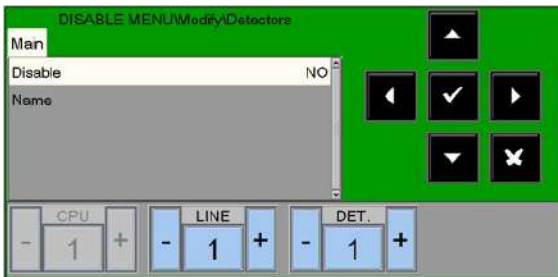 DISABLE MENU\Modify\Detectors
Main
Disable NO
Name
CPU LINE DET.
- 1 + - 1 + - 1 +